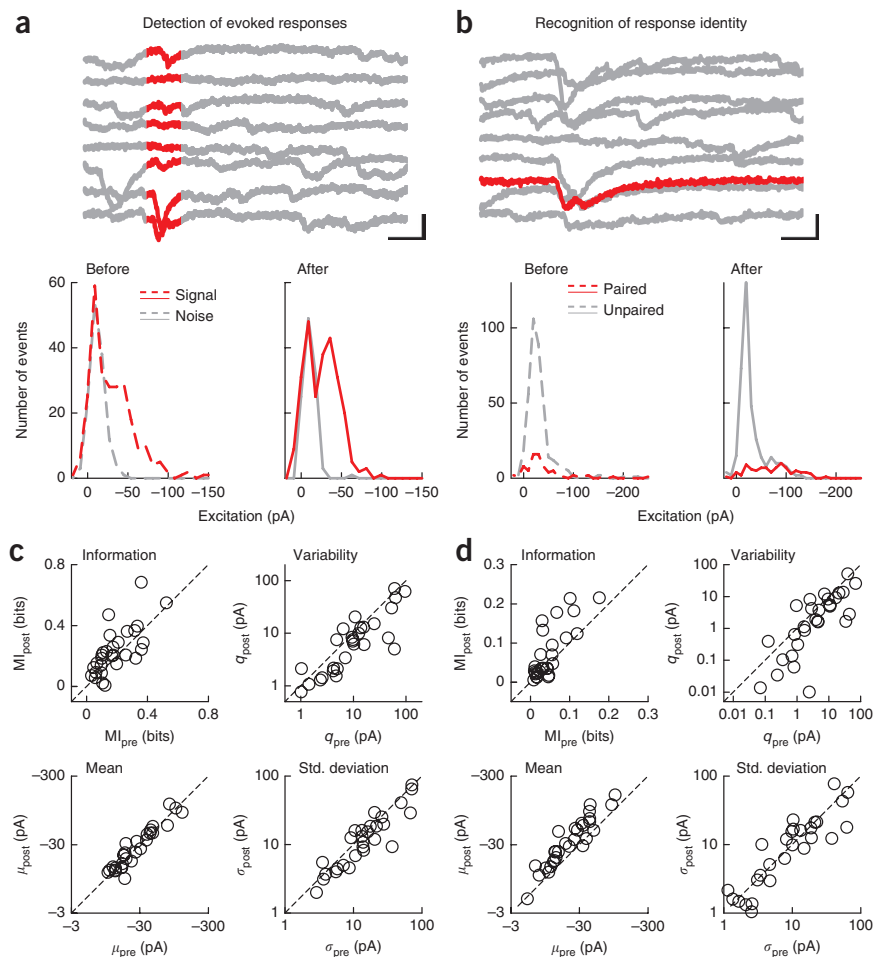 a Detection of evoked responses
b Recognition of response identity
Before
After
Signal
Noise
Number of events
60
40
20
0
0 −50 −100 −150
0 −50 −100 −150
Excitation (pA)
Before
After
Paired
Unpaired
Number of events
100
50
0
0 −100 −200
0 −100 −200
Excitation (pA)
c
Information
MIpost (bits)
0.8
0.4
0
0 0.4 0.8
MIpre (bits)
Variability
qpost (pA)
100
10
1
1 10 100
qpre (pA)
Mean
μpost (pA)
−300
−30
−3
−3 −30 −300
μpre (pA)
Std. deviation
σpost (pA)
100
10
1
1 10 100
σpre (pA)
d
Information
MIpost (bits)
0.3
0.2
0.1
0
0 0.1 0.2 0.3
MIpre (bits)
Variability
qpost (pA)
100
10
1
0.1
0.01
0.01 0.1 1 10 100
qpre (pA)
Mean
μpost (pA)
−300
−30
−3
−3 −30 −300
μpre (pA)
Std. deviation
σpost (pA)
100
10
1
1 10 100
σpre (pA)